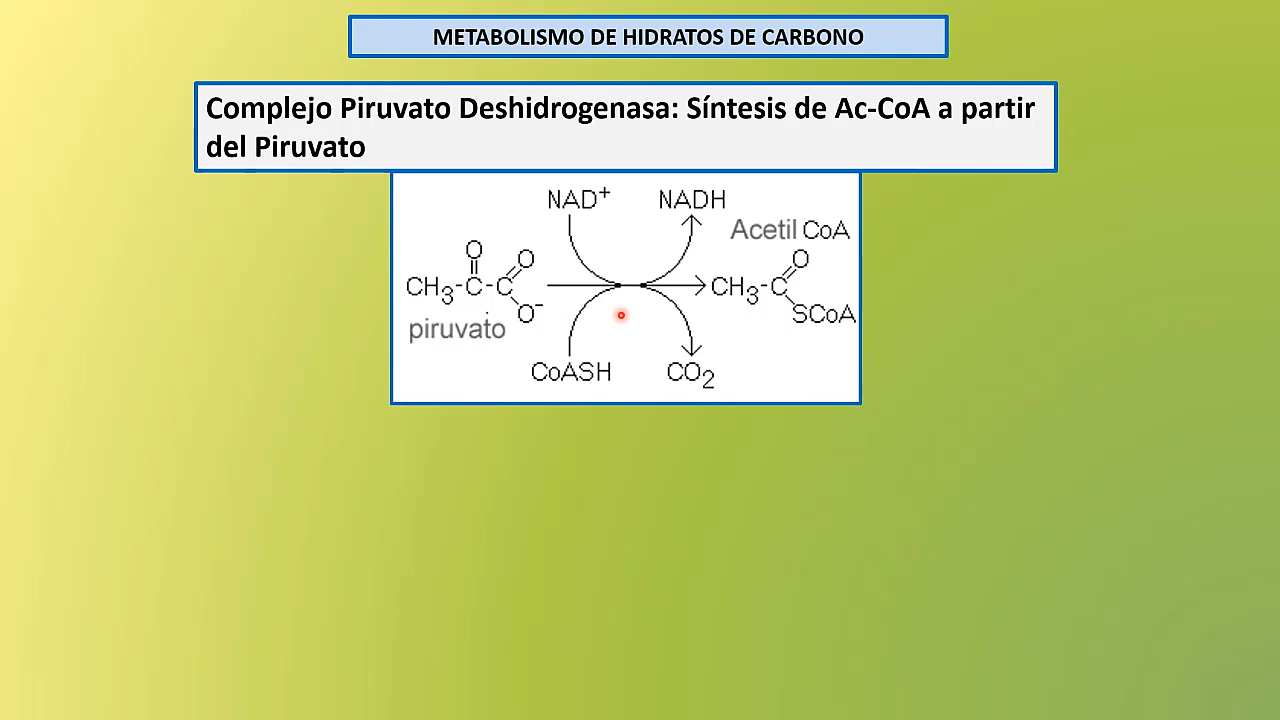 METABOLISMO DE HIDRATOS DE CARBONO
Complejo Piruvato Deshidrogenasa: Síntesis de Ac-CoA a partir
del Piruvato
NAD+ NADH
Acetil CoA
O O O
CH3-C-C CH3-C
O- SCoA
piruvato
CoASH CO2